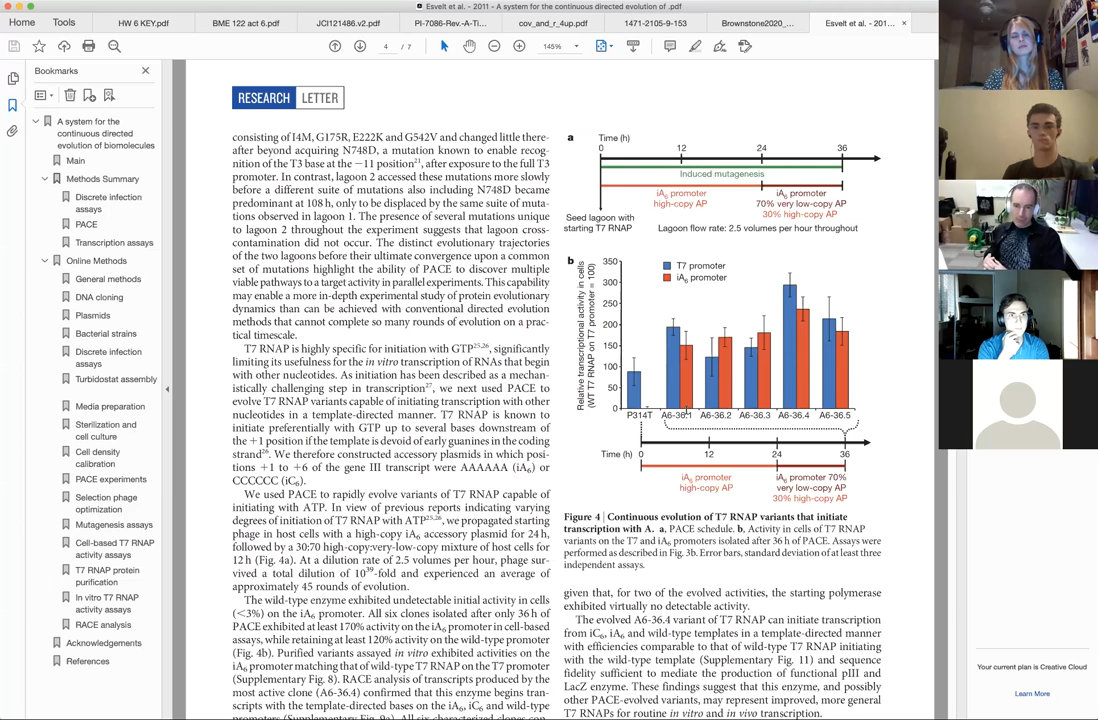 Esvelt et al. - 2011 - A system for the continuous directed evolution of .pdf
Home Tools HW 6 KEY.pdf BME 122 act 6.pdf JCI121486.v2.pdf PI-7086-Rev.-A-Ti... cov_and_r_4up.pdf 1471-2105-9-153 Brownstone2020_... Esvelt et al. - 201... ×
4 / 7 145%
Bookmarks
A system for the
continuous directed
evolution of biomolecules
Main
Methods Summary
Discrete infection
assays
PACE
Transcription assays
Online Methods
General methods
DNA cloning
Plasmids
Bacterial strains
Discrete infection
assays
Turbidostat assembly
Media preparation
Sterilization and
cell culture
Cell density
calibration
PACE experiments
Selection phage
optimization
Mutagenesis assays
Cell-based T7 RNAP
activity assays
T7 RNAP protein
purification
In vitro T7 RNAP
activity assays
RACE analysis
Acknowledgements
References
RESEARCH LETTER
consisting of I4M, G175R, E222K and G542V and changed little there-
after beyond acquiring N748D, a mutation known to enable recog-
nition of the T3 base at the −11 position21, after exposure to the full T3
promoter. In contrast, lagoon 2 accessed these mutations more slowly
before a different suite of mutations also including N748D became
predominant at 108 h, only to be displaced by the same suite of muta-
tions observed in lagoon 1. The presence of several mutations unique
to lagoon 2 throughout the experiment suggests that lagoon cross-
contamination did not occur. The distinct evolutionary trajectories
of the two lagoons before their ultimate convergence upon a common
set of mutations highlight the ability of PACE to discover multiple
viable pathways to a target activity in parallel experiments. This capability
may enable a more in-depth experimental study of protein evolutionary
dynamics than can be achieved with conventional directed evolution
methods that cannot complete so many rounds of evolution on a prac-
tical timescale.
T7 RNAP is highly specific for initiation with GTP25,26, significantly
limiting its usefulness for the in vitro transcription of RNAs that begin
with other nucleotides. As initiation has been described as a mechan-
istically challenging step in transcription27, we next used PACE to
evolve T7 RNAP variants capable of initiating transcription with other
nucleotides in a template-directed manner. T7 RNAP is known to
initiate preferentially with GTP up to several bases downstream of
the +1 position if the template is devoid of early guanines in the coding
strand26. We therefore constructed accessory plasmids in which posi-
tions +1 to +6 of the gene III transcript were AAAAAA (iA6) or
CCCCCC (iC6).
We used PACE to rapidly evolve variants of T7 RNAP capable of
initiating with ATP. In view of previous reports indicating varying
degrees of initiation of T7 RNAP with ATP25,26, we propagated starting
phage in host cells with a high-copy iA6 accessory plasmid for 24 h,
followed by a 30:70 high-copy:very-low-copy mixture of host cells for
12 h (Fig. 4a). At a dilution rate of 2.5 volumes per hour, phage sur-
vived a total dilution of 1039-fold and experienced an average of
approximately 45 rounds of evolution.
The wild-type enzyme exhibited undetectable initial activity in cells
(<3%) on the iA6 promoter. All six clones isolated after only 36 h of
PACE exhibited at least 170% activity on the iA6 promoter in cell-based
assays, while retaining at least 120% activity on the wild-type promoter
(Fig. 4b). Purified variants assayed in vitro exhibited activities on the
iA6 promoter matching that of wild-type T7 RNAP on the T7 promoter
(Supplementary Fig. 8). RACE analysis of transcripts produced by the
most active clone (A6-36.4) confirmed that this enzyme begins tran-
scripts with the template-directed bases on the iA6, iC6 and wild-type
a
Time (h)
0 12 24 36
Induced mutagenesis
iA6 promoter
high-copy AP
iA6 promoter
70% very low-copy AP
30% high-copy AP
Seed lagoon with
starting T7 RNAP
Lagoon flow rate: 2.5 volumes per hour throughout
b
Relative transcriptional activity in cells
(WT T7 RNAP on T7 promoter = 100)
350
300
250
200
150
100
50
0
T7 promoter
iA6 promoter
P314T A6-36.1 A6-36.2 A6-36.3 A6-36.4 A6-36.5
Time (h) 0 12 24 36
iA6 promoter
high-copy AP
iA6 promoter 70%
very low-copy AP
30% high-copy AP
Figure 4 | Continuous evolution of T7 RNAP variants that initiate
transcription with A. a, PACE schedule. b, Activity in cells of T7 RNAP
variants on the T7 and iA6 promoters isolated after 36 h of PACE. Assays were
performed as described in Fig. 3b. Error bars, standard deviation of at least three
independent assays.
given that, for two of the evolved activities, the starting polymerase
exhibited virtually no detectable activity.
The evolved A6-36.4 variant of T7 RNAP can initiate transcription
from iC6, iA6 and wild-type templates in a template-directed manner
with efficiencies comparable to that of wild-type T7 RNAP initiating
with the wild-type template (Supplementary Fig. 11) and sequence
fidelity sufficient to mediate the production of functional pIII and
LacZ enzyme. These findings suggest that this enzyme, and possibly
other PACE-evolved variants, may represent improved, more general
T7 RNAPs for routine in vitro and in vivo transcription.
Your current plan is Creative Cloud
Learn More